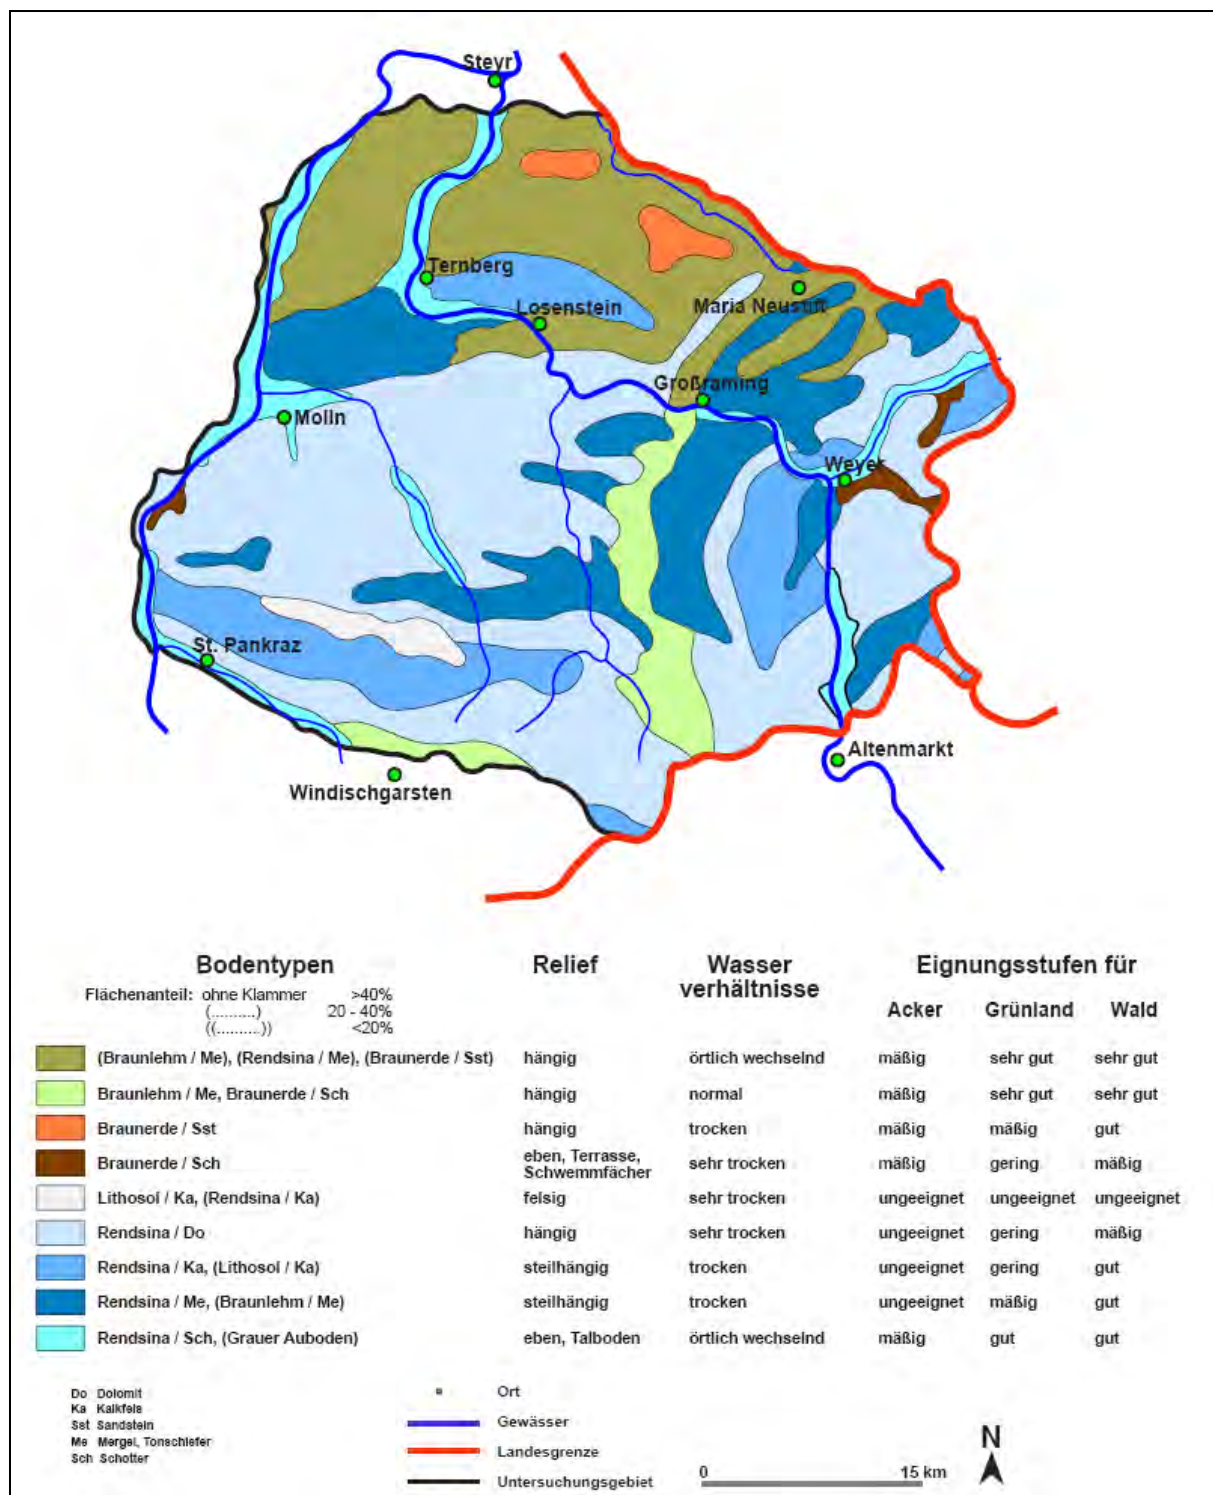 Steyr
Ternberg
Losenstein
Maria Neustift
Großraming
Molln
Weyer
St. Pankraz
Altenmarkt
Windischgarsten
Bodentypen Relief Wasser verhältnisse Eignungsstufen für
Flächenanteil: ohne Klammer >40%
(..........) 20 - 40%
((..........)) <20%
Acker Grünland Wald
(Braunlehm / Me), (Rendsina / Me), (Braunerde / Sst) hängig örtlich wechselnd mäßig sehr gut sehr gut
Braunlehm / Me, Braunerde / Sch hängig normal mäßig sehr gut sehr gut
Braunerde / Sst hängig trocken mäßig mäßig gut
Braunerde / Sch eben, Terrasse, Schwemmfächer sehr trocken mäßig gering mäßig
Lithosol / Ka, (Rendsina / Ka) felsig sehr trocken ungeeignet ungeeignet ungeeignet
Rendsina / Do hängig sehr trocken ungeeignet gering mäßig
Rendsina / Ka, (Lithosol / Ka) steilhängig trocken ungeeignet gering gut
Rendsina / Me, (Braunlehm / Me) steilhängig trocken ungeeignet mäßig gut
Rendsina / Sch, (Grauer Auboden) eben, Talboden örtlich wechselnd mäßig gut gut
Do Dolomit
Ka Kalkfels
Sst Sandstein
Me Mergel, Tonschiefer
Sch Schotter
Ort
Gewässer
Landesgrenze
Untersuchungsgebiet
0 15 km
N